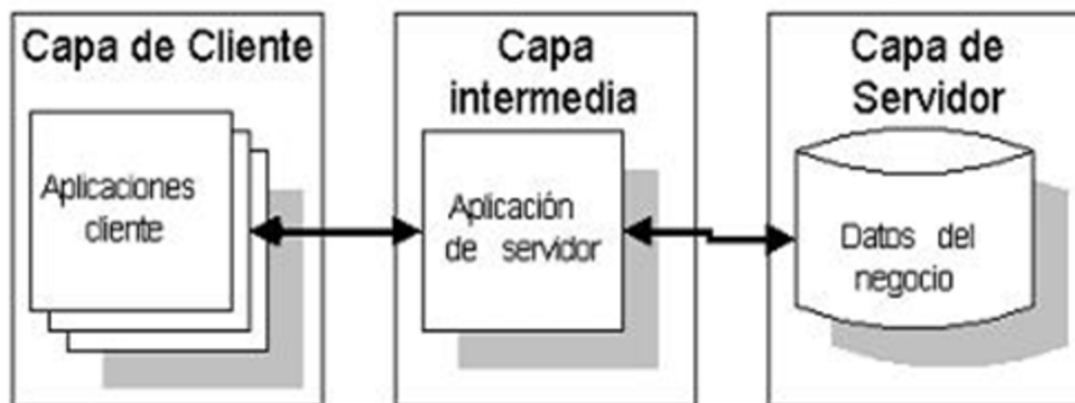 Capa de Cliente
Aplicaciones
cliente
Capa
intermedia
Aplicación
de servidor
Capa de
Servidor
Datos del
negocio